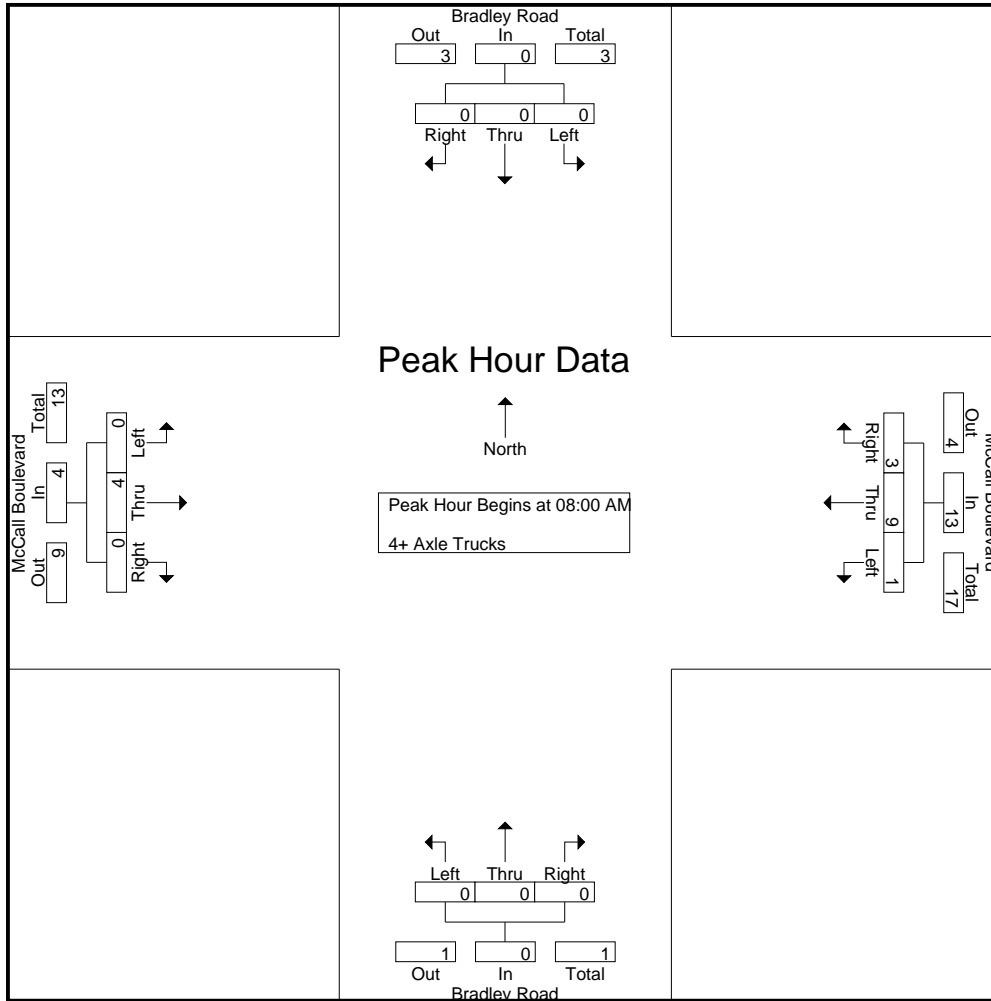 Bradley Road
Out In Total
3 0 3
0 0 0
Right Thru Left
Peak Hour Data
North
Peak Hour Begins at 08:00 AM
4+ Axle Trucks
McCall Boulevard
Out In Total
9 4 13
Right Thru Left
0 4 0
McCall Boulevard
Out In Total
4 13 17
Right Thru Left
3 9 1
Left Thru Right
0 0 0
1 0 1
Out In Total
Bradley Road